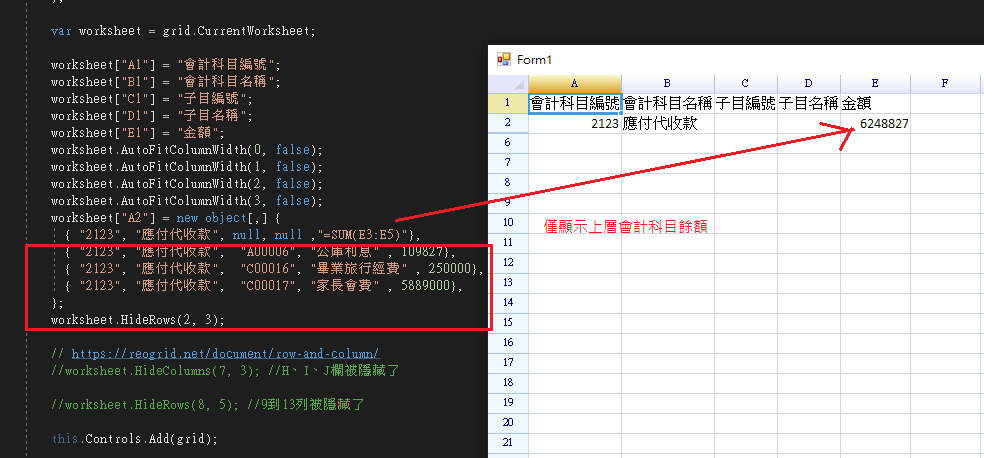 };
var worksheet = grid.CurrentWorksheet;
worksheet["A1"] = "會計科目編號";
worksheet["B1"] = "會計科目名稱";
worksheet["C1"] = "子目編號";
worksheet["D1"] = "子目名稱";
worksheet["E1"] = "金額";
worksheet.AutoFitColumnWidth(0, false);
worksheet.AutoFitColumnWidth(1, false);
worksheet.AutoFitColumnWidth(2, false);
worksheet.AutoFitColumnWidth(3, false);
worksheet["A2"] = new object[,] {
{ "2123", "應付代收款", null, null ,"=SUM(E3:E5)"},
{ "2123", "應付代收款", "A00006", "公庫利息" , 109827},
{ "2123", "應付代收款", "C00016", "畢業旅行經費" , 250000},
{ "2123", "應付代收款", "C00017", "家長會費" , 5889000},
};
worksheet.HideRows(2, 3);
// https://reogrid.net/document/row-and-column/
//worksheet.HideColumns(7, 3); //H、I、J欄被隱藏了
//worksheet.HideRows(8, 5); //9到13列被隱藏了
this.Controls.Add(grid);
Form1
A B C D E F
1 會計科目編號 會計科目名稱 子目編號 子目名稱 金額
2 2123 應付代收款 6248827
6
7
8
9
10
僅顯示上層會計科目餘額
11
12
13
14
15
16
17
18
19
20
21